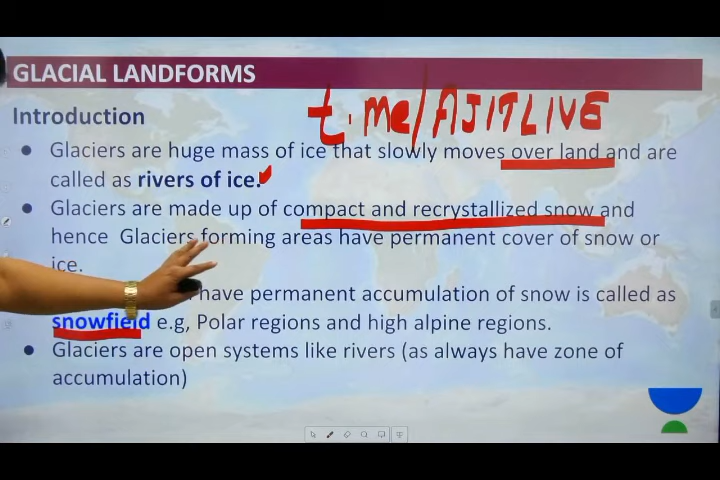 GLACIAL LANDFORMS
t.me/AJITLIVE
Introduction
Glaciers are huge mass of ice that slowly moves over land and are
called as rivers of ice.
Glaciers are made up of compact and recrystallized snow and
hence Glaciers forming areas have permanent cover of snow or
ice.
have permanent accumulation of snow is called as
snowfield e.g, Polar regions and high alpine regions.
Glaciers are open systems like rivers (as always have zone of
accumulation)